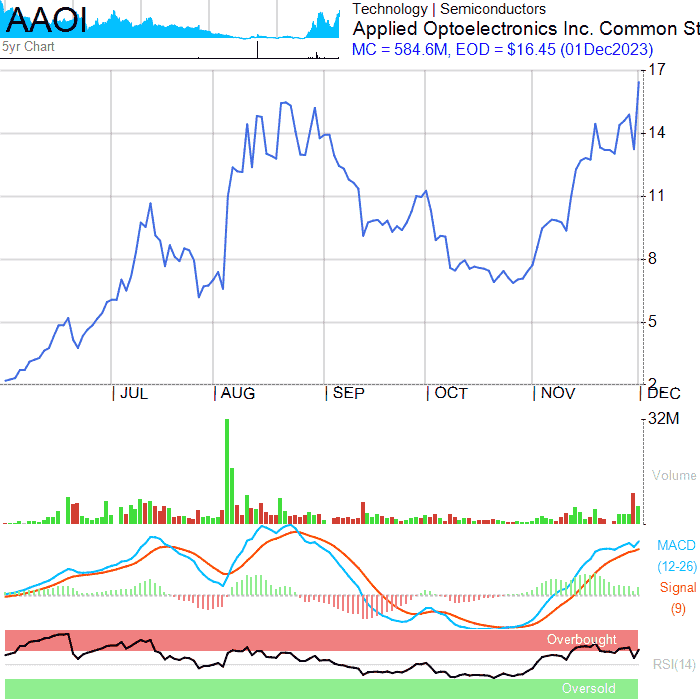 AAOI
5yr Chart
Technology | Semiconductors
Applied Optoelectronics Inc. Common St
MC = 584.6M, EOD = $16.45 (01Dec2023)
17
14
11
8
5
2
| JUL | AUG | SEP | OCT | NOV | DEC
32M
Volume
MACD
(12-26)
Signal
(9)
Overbought
RSI(14)
Oversold